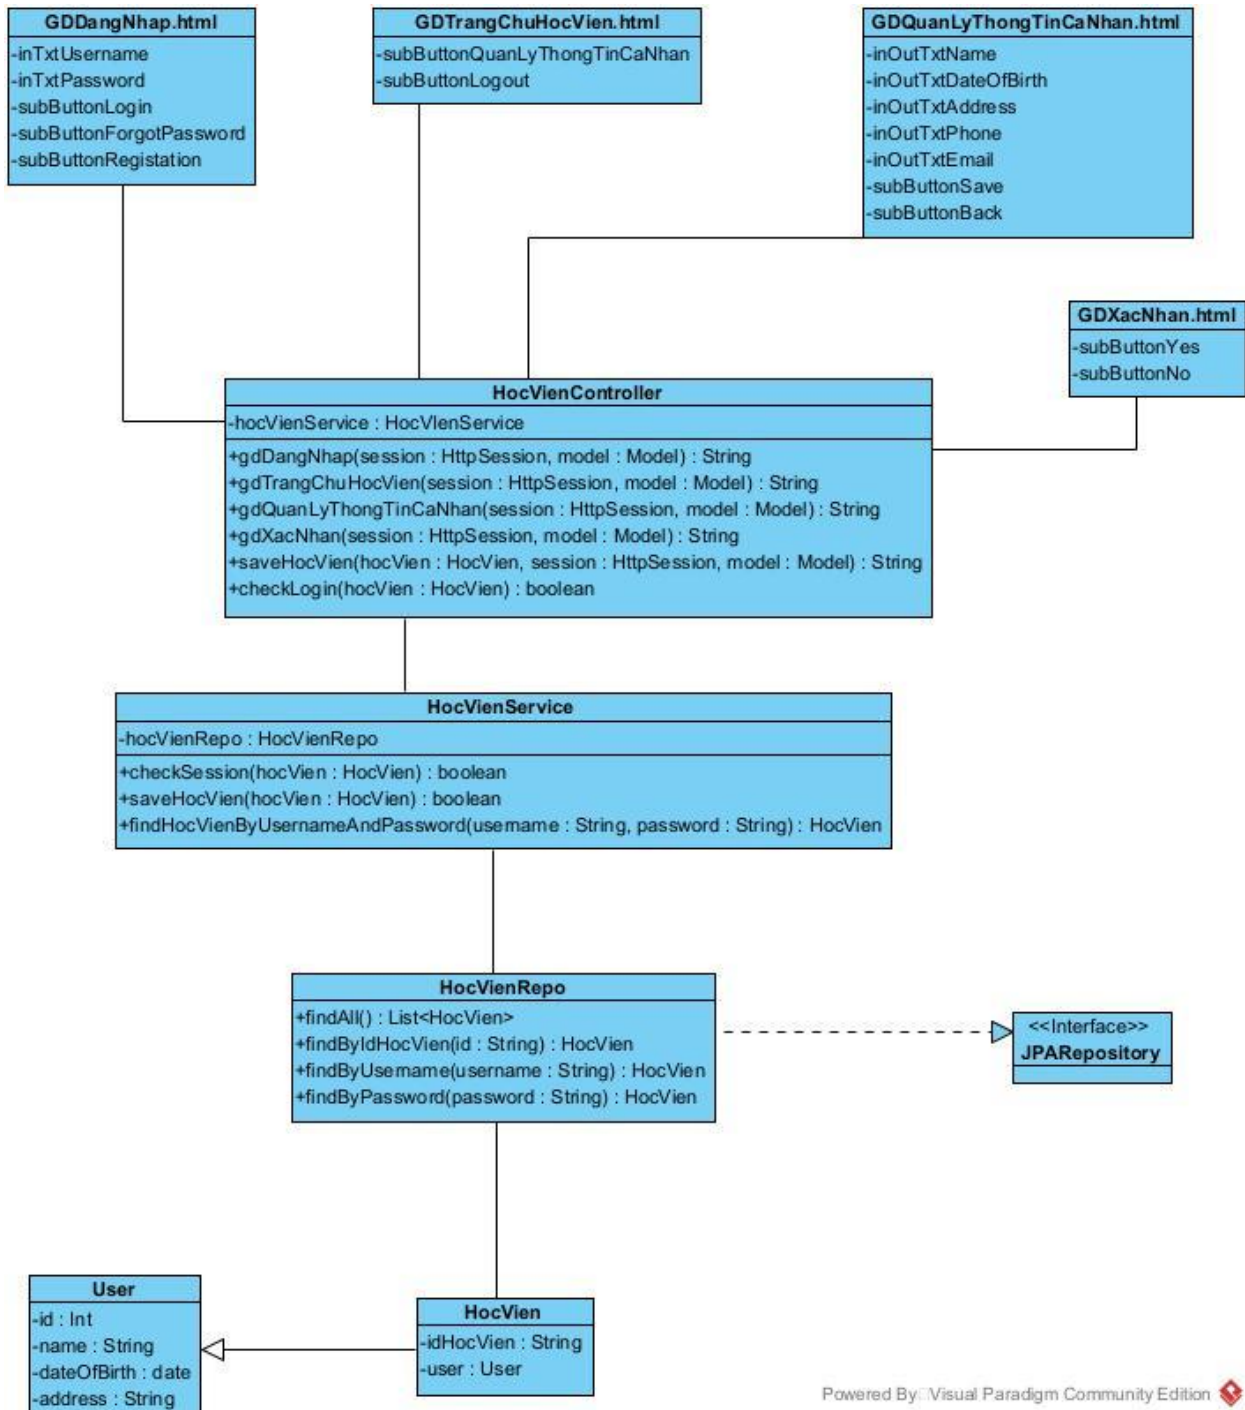 GDDangNhap.html
-inTxtUsername
-inTxtPassword
-subButtonLogin
-subButtonForgotPassword
-subButtonRegistation
GDTrangChuHocVien.html
-subButtonQuanLyThongTinCaNhan
-subButtonLogout
GDQuanLyThongTinCaNhan.html
-inOutTxtName
-inOutTxtDateOfBirth
-inOutTxtAddress
-inOutTxtPhone
-inOutTxtEmail
-subButtonSave
-subButtonBack
GDXacNhan.html
-subButtonYes
-subButtonNo
HocVienController
-hocVienService : HocVIenService
+gdDangNhap(session : HttpSession, model : Model) : String
+gdTrangChuHocVien(session : HttpSession, model : Model) : String
+gdQuanLyThongTinCaNhan(session : HttpSession, model : Model) : String
+gdXacNhan(session : HttpSession, model : Model) : String
+saveHocVien(hocVien : HocVien, session : HttpSession, model : Model) : String
+checkLogin(hocVien : HocVien) : boolean
HocVienService
-hocVienRepo : HocVienRepo
+checkSession(hocVien : HocVien) : boolean
+saveHocVien(hocVien : HocVien) : boolean
+findHocVienByUsernameAndPassword(username : String, password : String) : HocVien
HocVienRepo
+findAll() : List<HocVien>
+findByIdHocVien(id : String) : HocVien
+findByUsername(username : String) : HocVien
+findByPassword(password : String) : HocVien
<<Interface>>
JPARepository
User
-id : Int
-name : String
-dateOfBirth : date
-address : String
HocVien
-idHocVien : String
-user : User
Powered By Visual Paradigm Community Edition